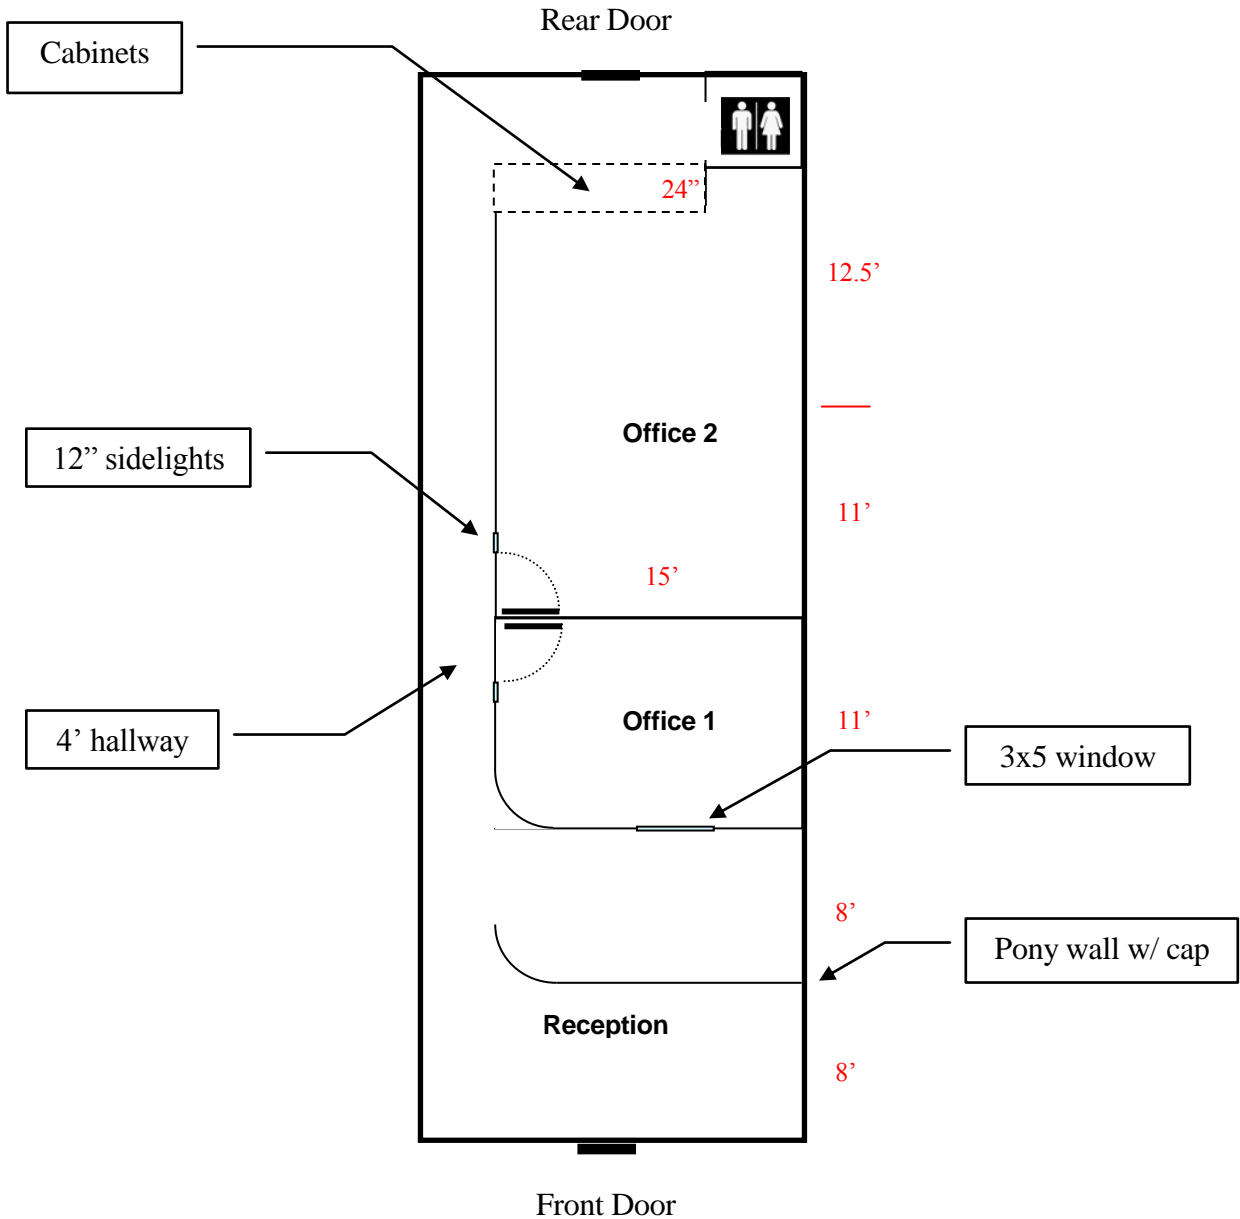 Rear Door
Cabinets
24”
12.5’
Office 2
12” sidelights
11’
15’
4’ hallway
Office 1
11’
3x5 window
8’
Pony wall w/ cap
Reception
8’
Front Door